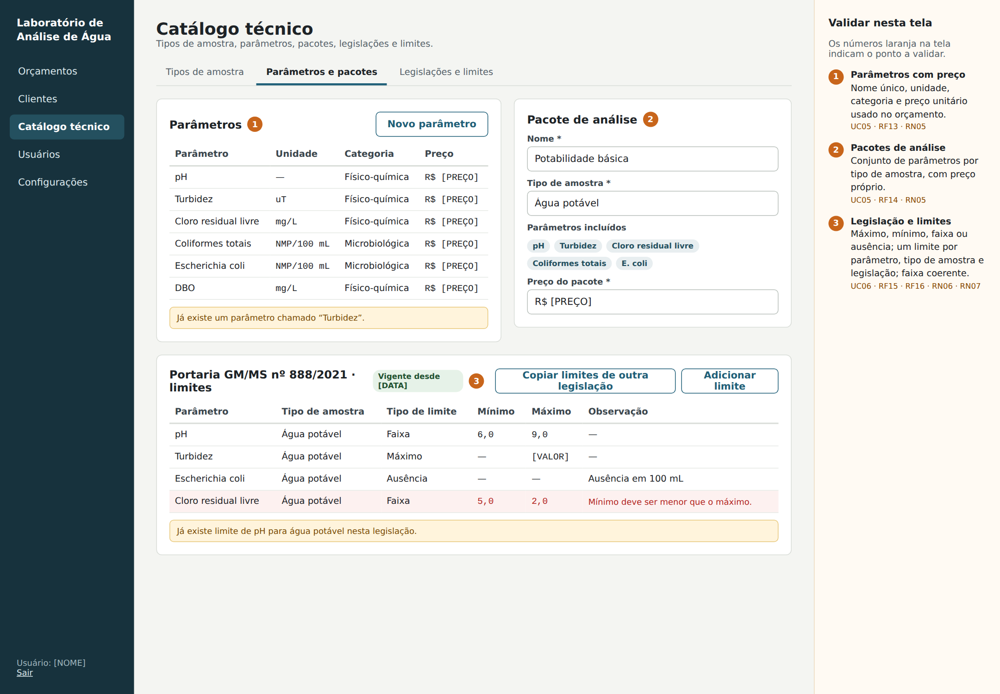 Laboratório de
Análise de Água
Orçamentos
Clientes
Catálogo técnico
Usuários
Configurações
Usuário: [NOME]
Sair
Catálogo técnico
Tipos de amostra, parâmetros, pacotes, legislações e limites.
Tipos de amostra Parâmetros e pacotes Legislações e limites
Parâmetros 1 Novo parâmetro
Parâmetro Unidade Categoria Preço
pH — Físico-química R$ [PREÇO]
Turbidez uT Físico-química R$ [PREÇO]
Cloro residual livre mg/L Físico-química R$ [PREÇO]
Coliformes totais NMP/100 mL Microbiológica R$ [PREÇO]
Escherichia coli NMP/100 mL Microbiológica R$ [PREÇO]
DBO mg/L Físico-química R$ [PREÇO]
Já existe um parâmetro chamado “Turbidez”.
Pacote de análise 2
Nome *
Potabilidade básica
Tipo de amostra *
Água potável
Parâmetros incluídos
pH Turbidez Cloro residual livre
Coliformes totais E. coli
Preço do pacote *
R$ [PREÇO]
Portaria GM/MS nº 888/2021 ·
limites
Vigente desde
[DATA]
3
Copiar limites de outra
legislação
Adicionar
limite
Parâmetro Tipo de amostra Tipo de limite Mínimo Máximo Observação
pH Água potável Faixa 6,0 9,0 —
Turbidez Água potável Máximo — [VALOR] —
Escherichia coli Água potável Ausência — — Ausência em 100 mL
Cloro residual livre Água potável Faixa 5,0 2,0 Mínimo deve ser menor que o máximo.
Já existe limite de pH para água potável nesta legislação.
Validar nesta tela
Os números laranja na tela
indicam o ponto a validar.
1 Parâmetros com preço
Nome único, unidade,
categoria e preço unitário
usado no orçamento.
UC05 · RF13 · RN05
2 Pacotes de análise
Conjunto de parâmetros por
tipo de amostra, com preço
próprio.
UC05 · RF14 · RN05
3 Legislação e limites
Máximo, mínimo, faixa ou
ausência; um limite por
parâmetro, tipo de amostra e
legislação; faixa coerente.
UC06 · RF15 · RF16 · RN06 · RN07